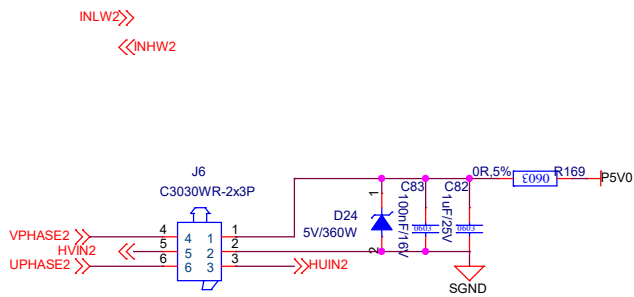 INLW2
INHW2
J6
C3030WR-2x3P
0R,5%
0603
R169
P5V0
1
C83
C82
100nF/16V
1uF/25V
D24
5V/360W
0603
0603
2
VPHASE2
4
4
1
1
HVIN2
5
5
2
2
UPHASE2
6
6
3
3
HUIN2
SGND